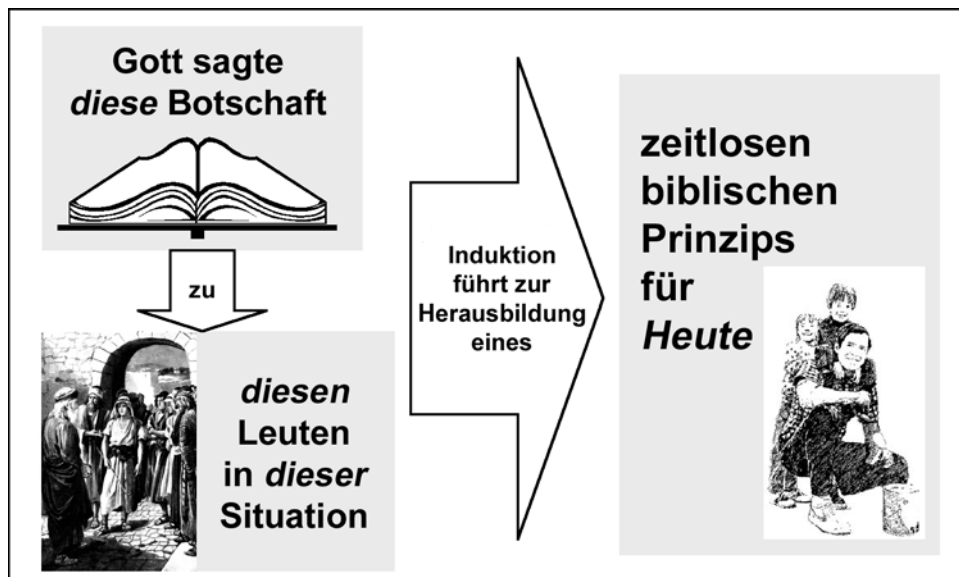 Gott sagte
diese Botschaft
zu
diesen
Leuten
in dieser
Situation
Induktion
führt zur
Herausbildung
eines
zeitlosen
biblischen
Prinzips
für
Heute